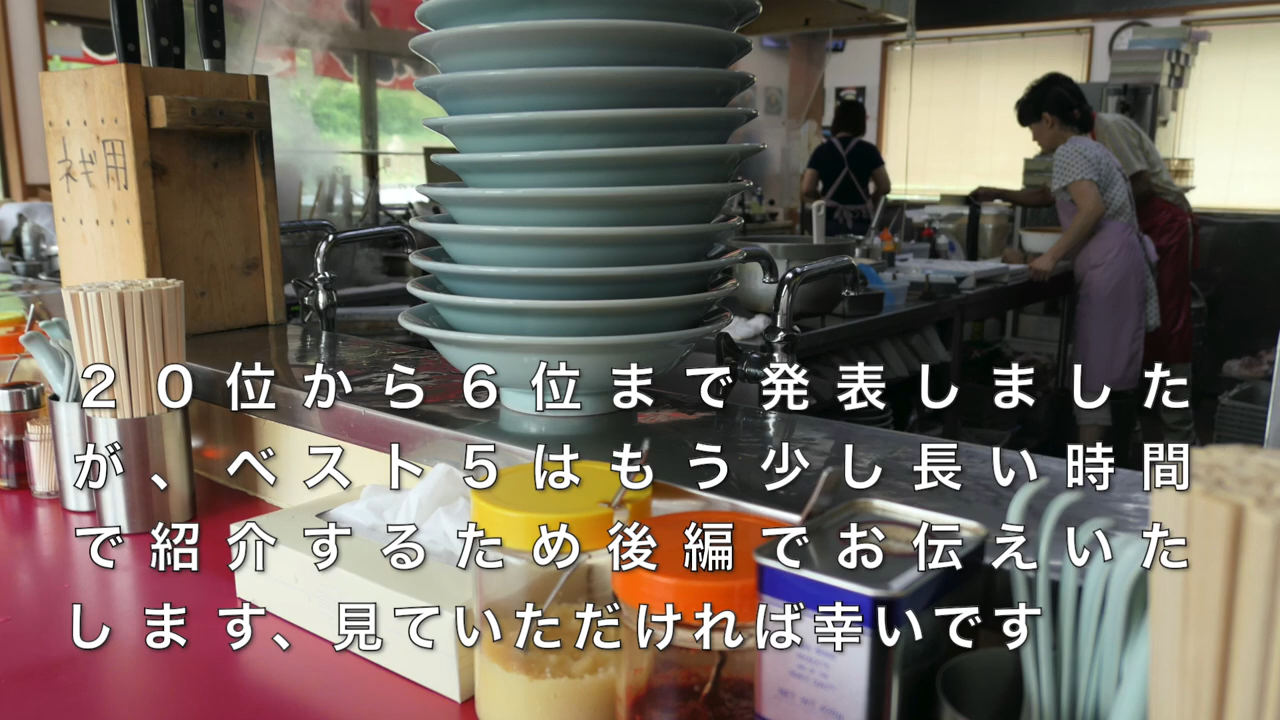 ネギ用
２０位から６位まで発表しました
が、ベスト５はもう少し長い時間
で紹介するため後編でお伝えいた
します、見ていただければ幸いです